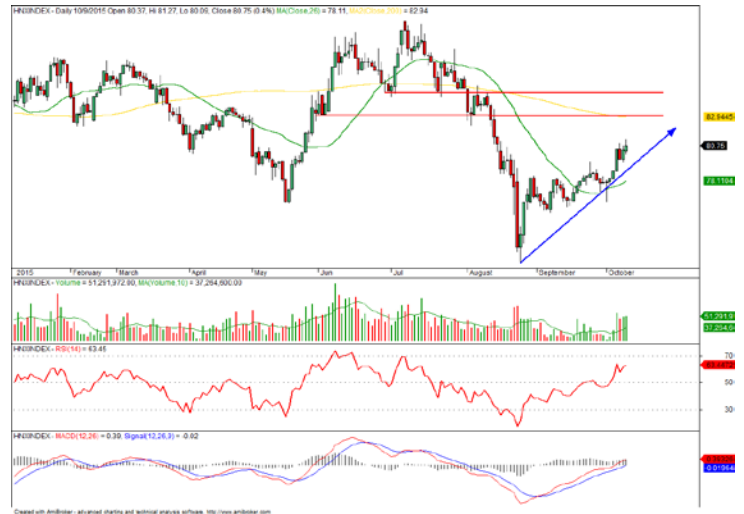 HNXINDEX - Daily 10/9/2015 Open 80.37, Hi 81.27, Lo 80.09, Close 80.75 (0.4%) MA(Close,26) = 78.11, MA2(Close,200) = 82.94
82.9445
80.75
78.1194
2015 February March April May Jun Jul August September October
HNXINDEX - Volume = 51,291,972.00, MA(Volume,10) = 37,264,600.00
HNXINDEX - RSI(14) = 63.45
70
50
30
HNXINDEX - MACD(12,26) = 0.39, Signal(12,26,3) = -0.02
Created with AmiBroker - advanced charting and technical analysis software. http://www.amibroker.com